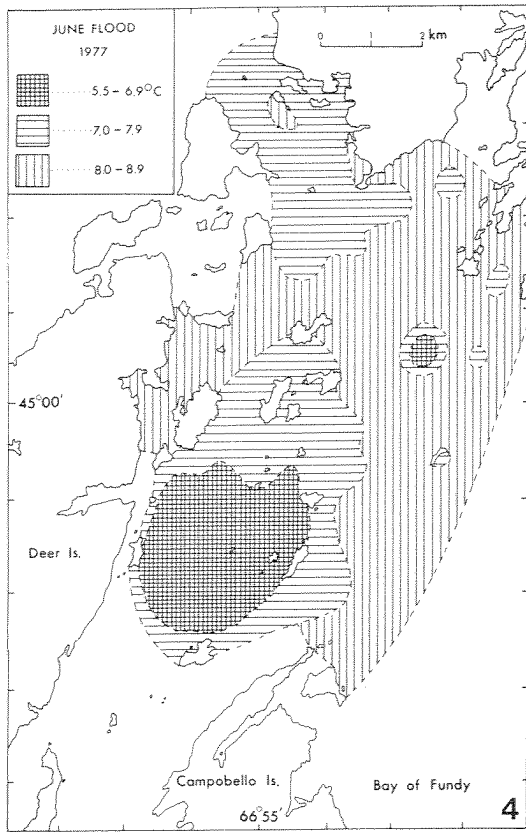 JUNE FLOOD
1977
5.5 – 6.9°C
7.0 – 7.9
8.0 – 8.9
0 1 2 km
45°00'
Deer Is.
Campobello Is.
Bay of Fundy
66°55'
4